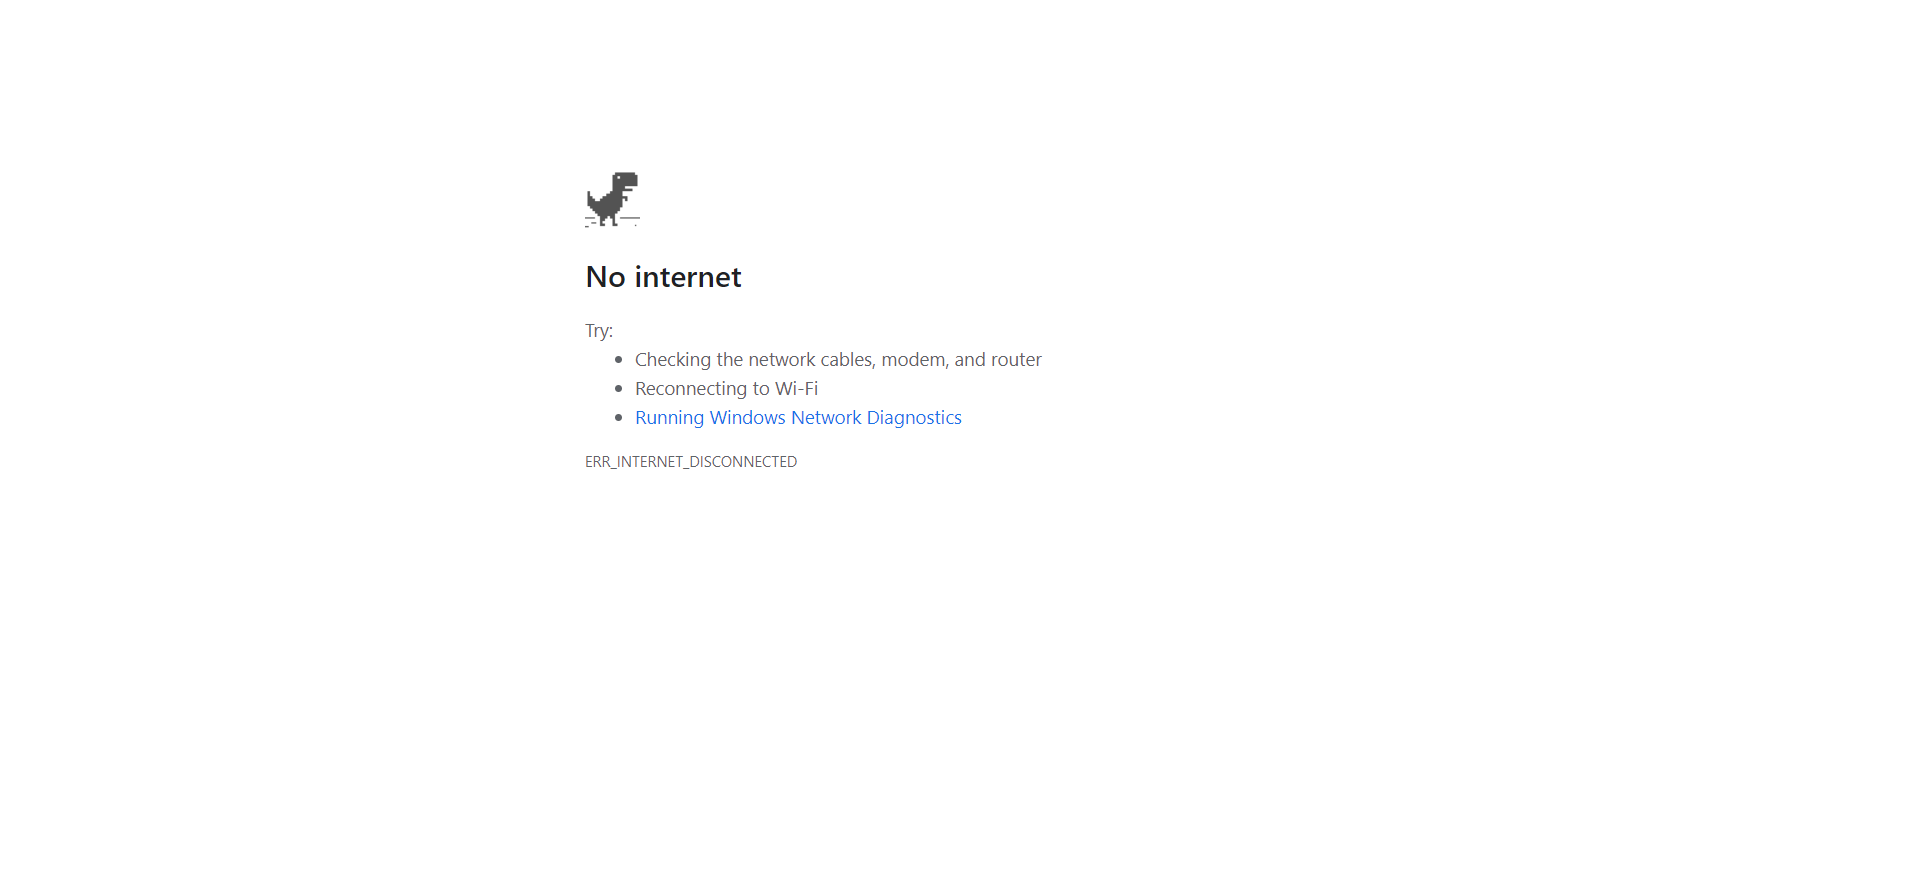 No internet
Try:
Checking the network cables, modem, and router
Reconnecting to Wi-Fi
Running Windows Network Diagnostics
ERR_INTERNET_DISCONNECTED